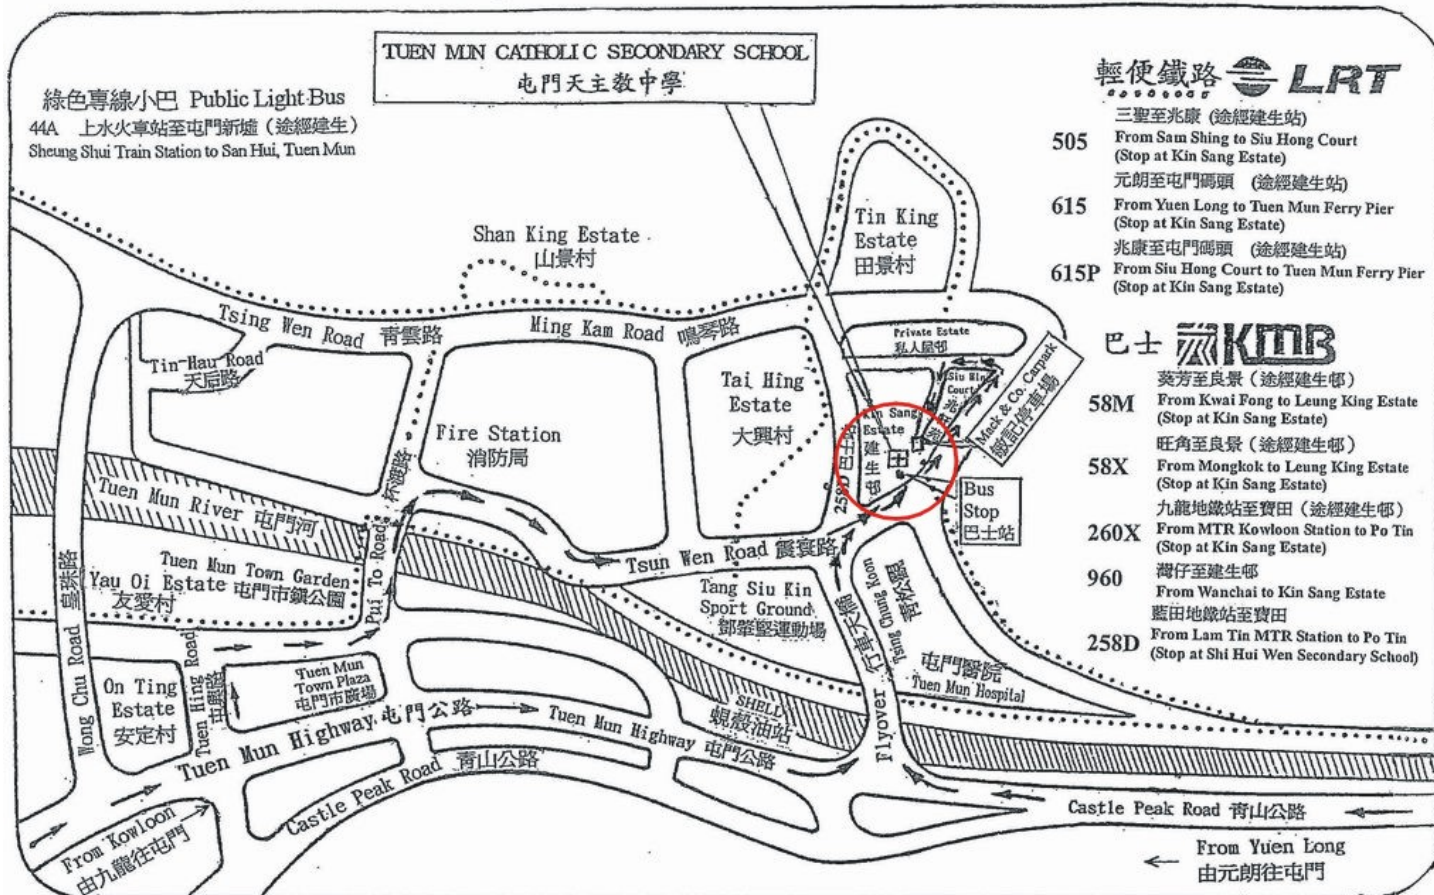 TUEN MUN CATHOLIC SECONDARY SCHOOL
屯門天主教中學
綠色專線小巴 Public Light Bus
44A 上水火車站至屯門新墟 (途經建生)
Sheung Shui Train Station to San Hui, Tuen Mun
輕便鐵路 LRT
三聖至兆康 (途經建生站)
505 From Sam Shing to Siu Hong Court
(Stop at Kin Sang Estate)
元朗至屯門碼頭 (途經建生站)
615 From Yuen Long to Tuen Mun Ferry Pier
(Stop at Kin Sang Estate)
兆康至屯門碼頭 (途經建生站)
615P From Siu Hong Court to Tuen Mun Ferry Pier
(Stop at Kin Sang Estate)
巴士 KMB
葵芳至良景 (途經建生邨)
58M From Kwai Fong to Leung King Estate
(Stop at Kin Sang Estate)
旺角至良景 (途經建生邨)
58X From Mongkok to Leung King Estate
(Stop at Kin Sang Estate)
九龍地鐵站至寶田 (途經建生邨)
260X From MTR Kowloon Station to Po Tin
(Stop at Kin Sang Estate)
灣仔至建生邨
960 From Wanchai to Kin Sang Estate
藍田地鐵站至寶田
258D From Lam Tin MTR Station to Po Tin
(Stop at Shi Hui Wen Secondary School)
Tin King
Estate
田景村
Shan King Estate
山景村
Tsing Wen Road 青雲路
Ming Kam Road 鳴琴路
Private Estate
私人屋邨
Tin Hau Road
天后路
Tai Hing
Estate
大興村
Siu Hin
Court
Mack & Co. Carpark
敏記停車場
Kin Sang
Estate
建生邨
258D 巴士站
Fire Station
消防局
Bus
Stop
巴士站
Tuen Mun River 屯門河
Pui To Road 杯渡路
Tsun Wen Road 震寰路
Tuen Mun Town Garden
屯門市鎮公園
Yau Oi Estate
友愛村
Tang Siu Kin
Sport Ground
鄧肇堅運動場
Tsing Chung Koon
青松觀
屯門醫院
Tuen Mun Hospital
Wong Chu Road 皇珠路
Tuen Hing Road
屯興路
On Ting
Estate
安定村
Tuen Mun
Town Plaza
屯門市廣場
SHELL
蜆殼油站
Flyover 行車天橋
Tuen Mun Highway 屯門公路
Tuen Mun Highway 屯門公路
Castle Peak Road 青山公路
Castle Peak Road 青山公路
From Kowloon
由九龍往屯門
From Yuen Long
由元朗往屯門